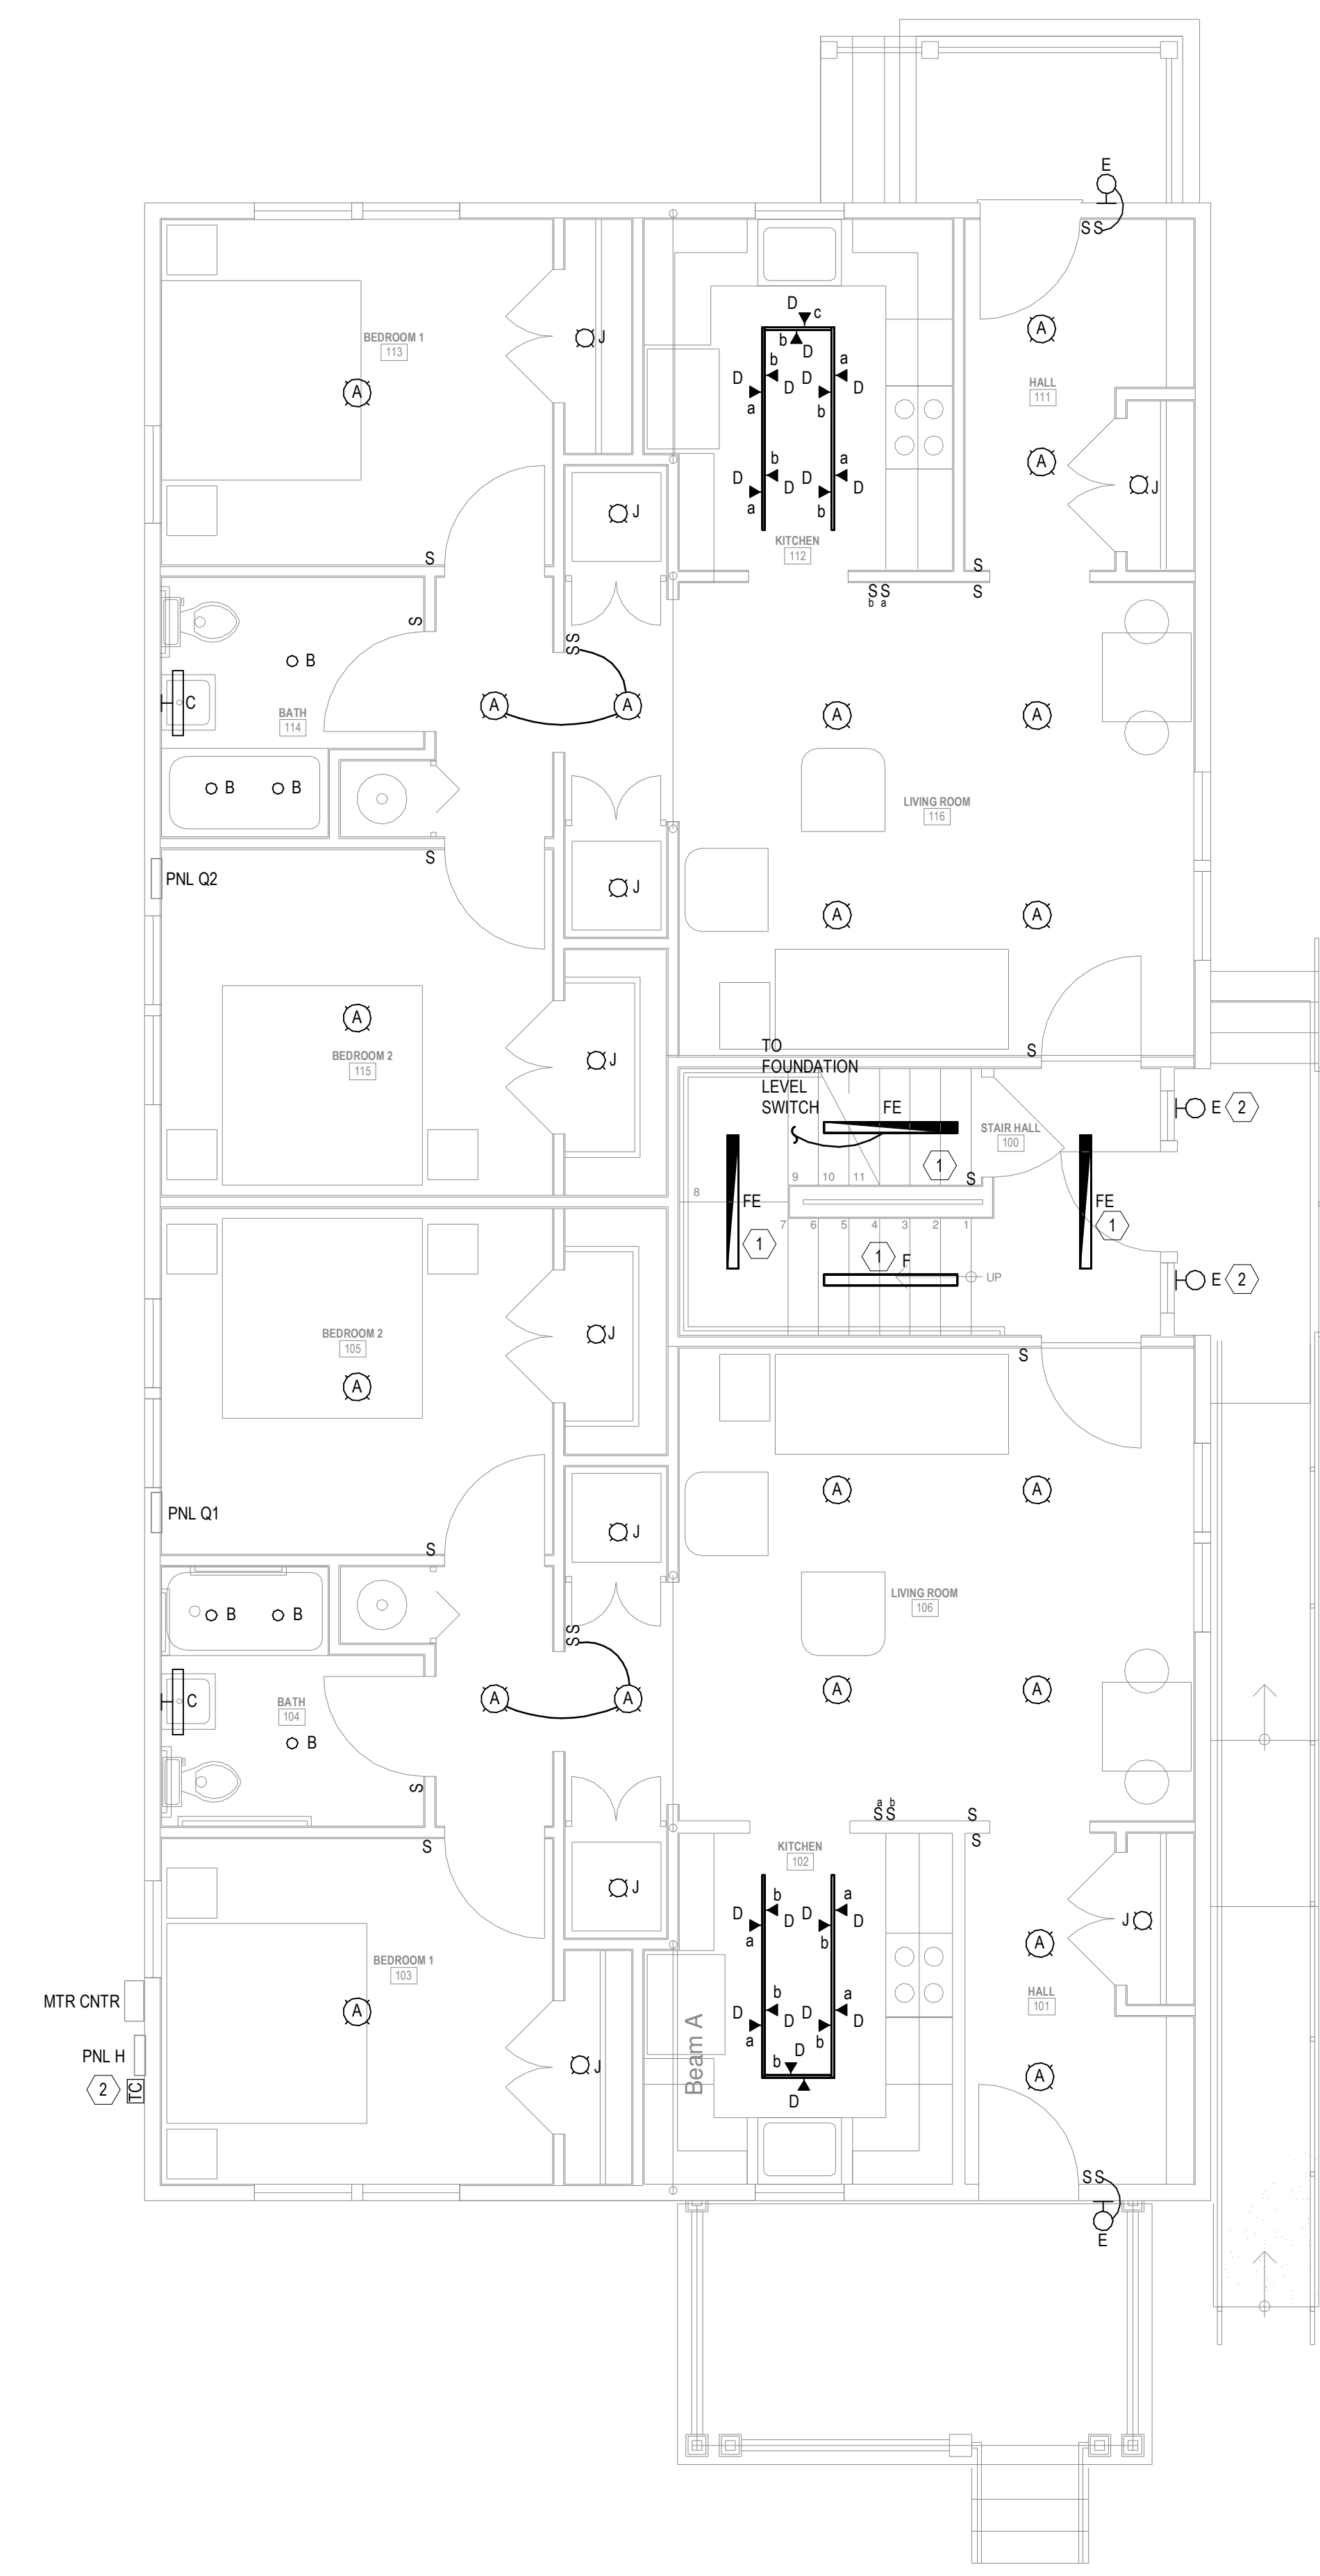 E
SS
D
c
b
D
BEDROOM 1
113
J
A
HALL
111
A
b
a
D
D
D
D
a
b
A
A
b
a
D
D
D
D
a
b
J
J
KITCHEN
112
S
S
S
SS
b a
S
SS
B
C
BATH
114
A
A
A
A
B
B
LIVING ROOM
116
S
PNL Q2
J
A
A
A
BEDROOM 2
115
J
S
TO
FOUNDATION
LEVEL
SWITCH
FE
E
2
STAIR HALL
100
1
9
10
11
S
8
FE
FE
1
1
7
6
5
4
3
2
1
1
F
UP
E
2
BEDROOM 2
105
J
S
A
A
A
PNL Q1
J
S
LIVING ROOM
106
B
B
SS
C
BATH
104
A
A
A
A
B
S
a b
SS
S
S
S
KITCHEN
102
J
b
a
D
D
D
D
a
b
J
A
BEDROOM 1
103
HALL
101
MTR CNTR
A
b
a
D
D
D
D
a
b
Beam A
PNL H
J
b
D
A
2
TC
D
SS
E